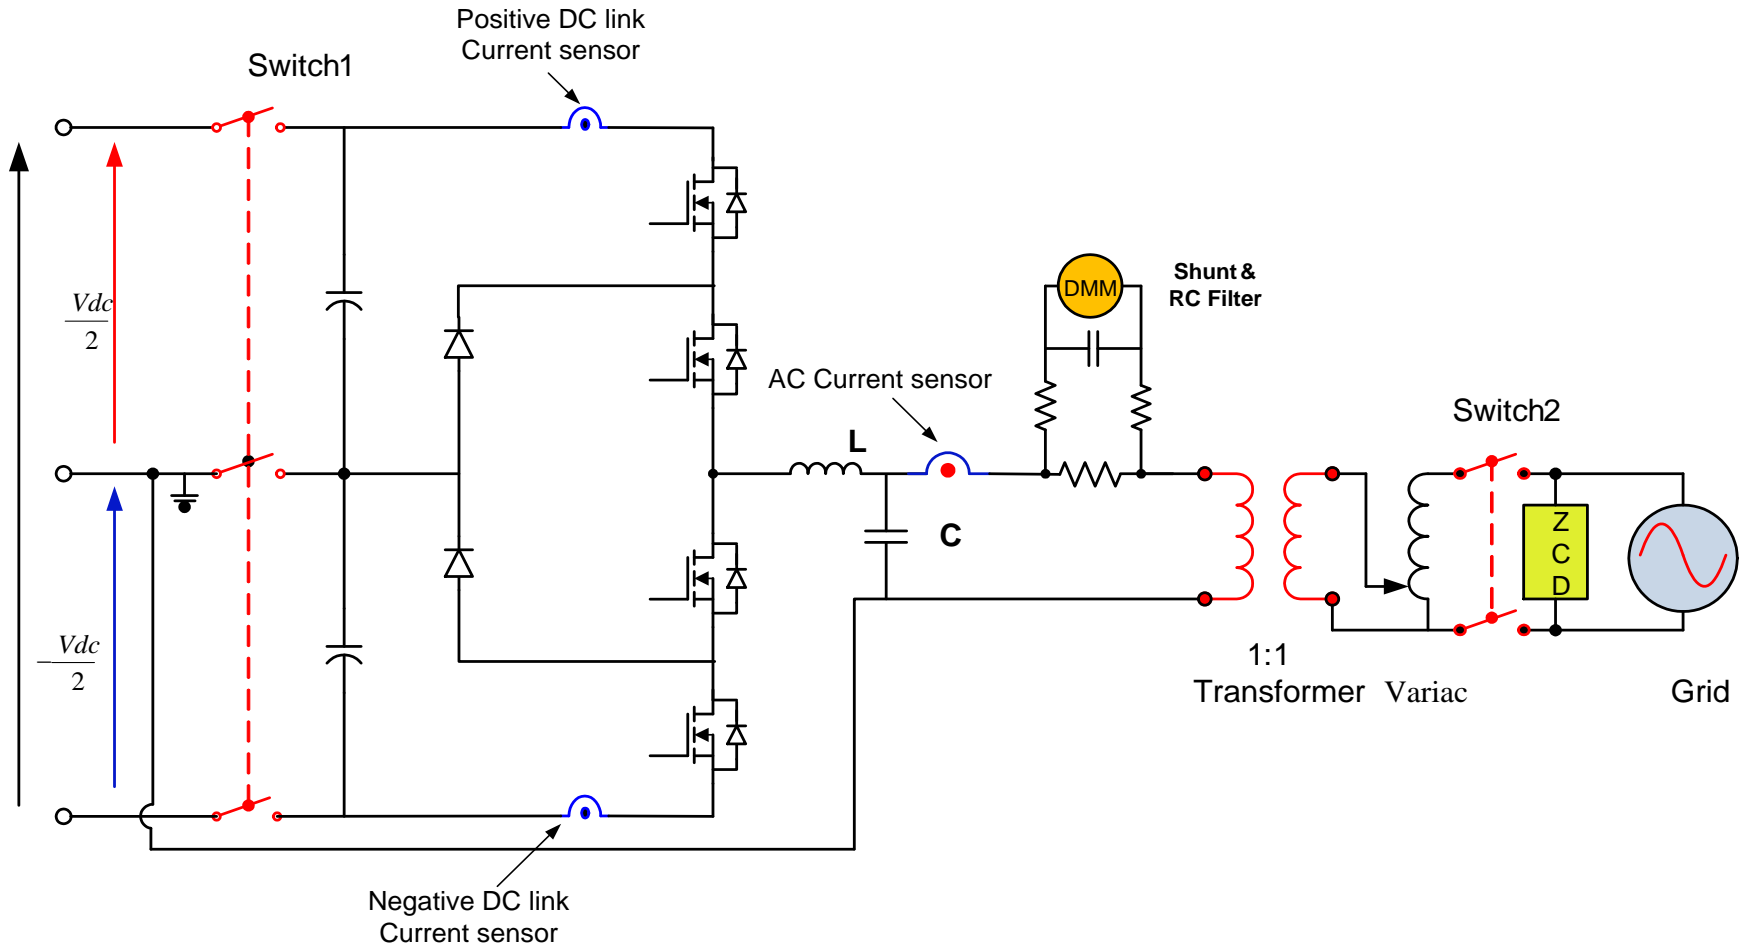 Positive DC link
Current sensor
Switch1
Vdc
2
DMM
Shunt &
RC Filter
AC Current sensor
Switch2
L
C
Z
C
D
−Vdc
2
1:1
Transformer
Variac
Grid
Negative DC link
Current sensor